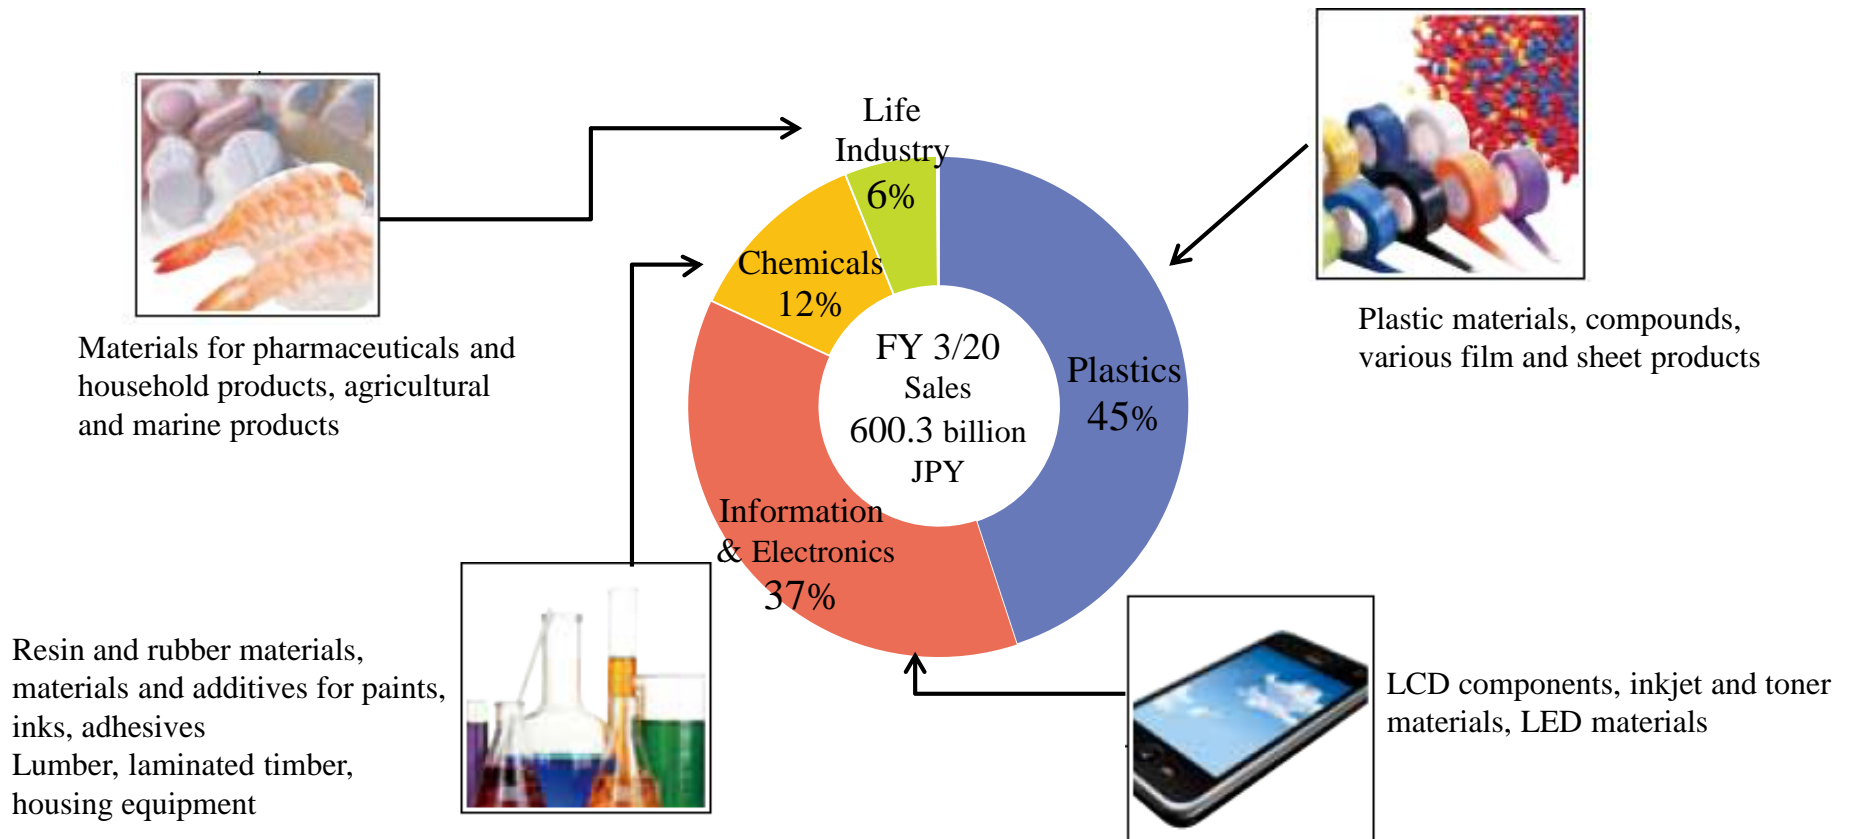 Life
Industry
6%
Chemicals
12%
FY 3/20
Sales
600.3 billion
JPY
Plastics
45%
Information
& Electronics
37%
Materials for pharmaceuticals and
household products, agricultural
and marine products
Plastic materials, compounds,
various film and sheet products
Resin and rubber materials,
materials and additives for paints,
inks, adhesives
Lumber, laminated timber,
housing equipment
LCD components, inkjet and toner
materials, LED materials